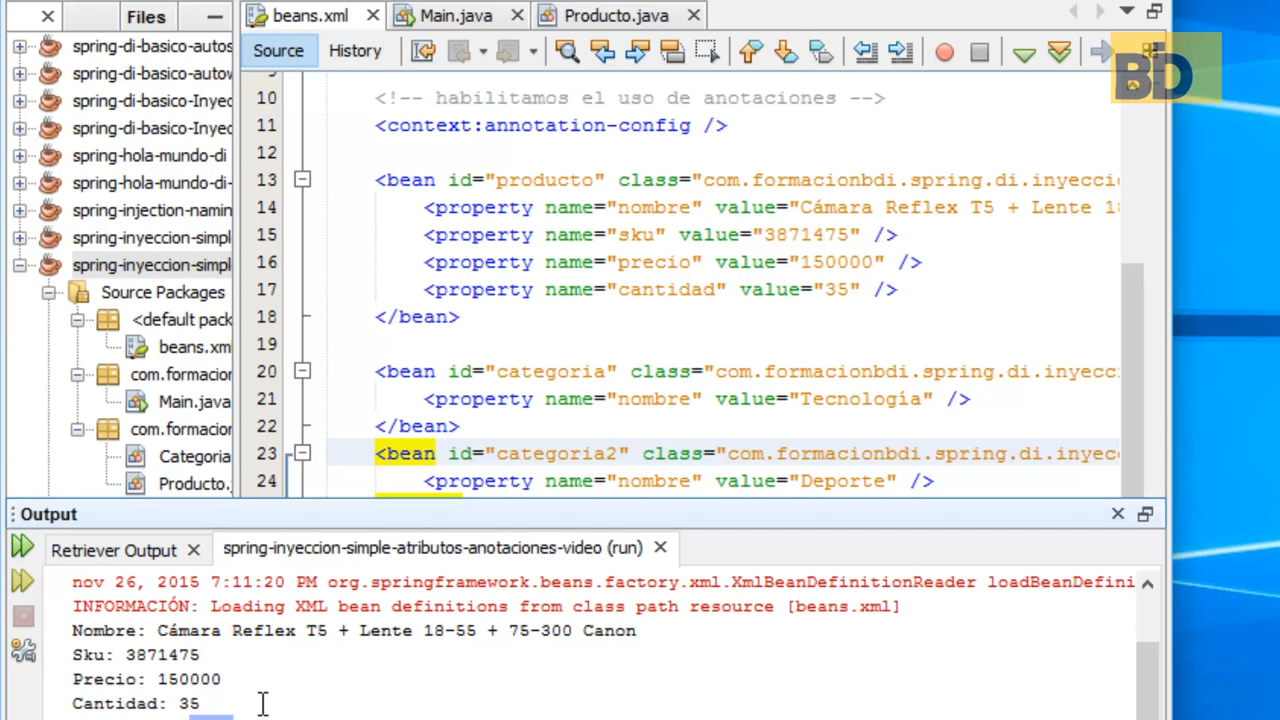 Files
beans.xml
Main.java
Producto.java
Source
History
BD
spring-di-basico-autos
spring-di-basico-autow
spring-di-basico-Inyec
spring-di-basico-Inyec
spring-hola-mundo-di
spring-hola-mundo-di-
spring-injection-namin
spring-inyeccion-simpl
spring-inyeccion-simpl
Source Packages
<default pack
beans.xml
com.formacion
Main.java
com.formacion
Categoria
Producto.
10 <!-- habilitamos el uso de anotaciones -->
11 <context:annotation-config />
12
13 <bean id="producto" class="com.formacionbdi.spring.di.inyecci
14 <property name="nombre" value="Cámara Reflex T5 + Lente 18
15 <property name="sku" value="3871475" />
16 <property name="precio" value="150000" />
17 <property name="cantidad" value="35" />
18 </bean>
19
20 <bean id="categoria" class="com.formacionbdi.spring.di.inyecc
21 <property name="nombre" value="Tecnología" />
22 </bean>
23 <bean id="categoria2" class="com.formacionbdi.spring.di.inyec
24 <property name="nombre" value="Deporte" />
Output
Retriever Output
spring-inyeccion-simple-atributos-anotaciones-video (run)
nov 26, 2015 7:11:20 PM org.springframework.beans.factory.xml.XmlBeanDefinitionReader loadBeanDefini
INFORMACIÓN: Loading XML bean definitions from class path resource [beans.xml]
Nombre: Cámara Reflex T5 + Lente 18-55 + 75-300 Canon
Sku: 3871475
Precio: 150000
Cantidad: 35